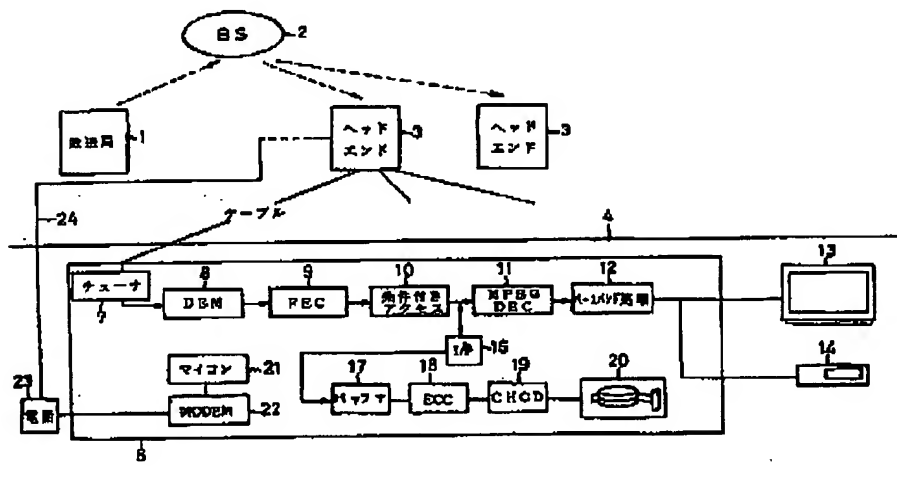 BS
2
放送局
1
ヘッド
エンド
3
ヘッド
エンド
3
ケーブル
24
4
チューナ
7
8
DEM
9
FEC
10
条件付き
アクセス
11
MPEG
DEC
12
ベースバンド処理
13
I/F
15
14
マイコン
21
MODEM
22
17
バッファ
18
ECC
19
CHCD
20
23
電話